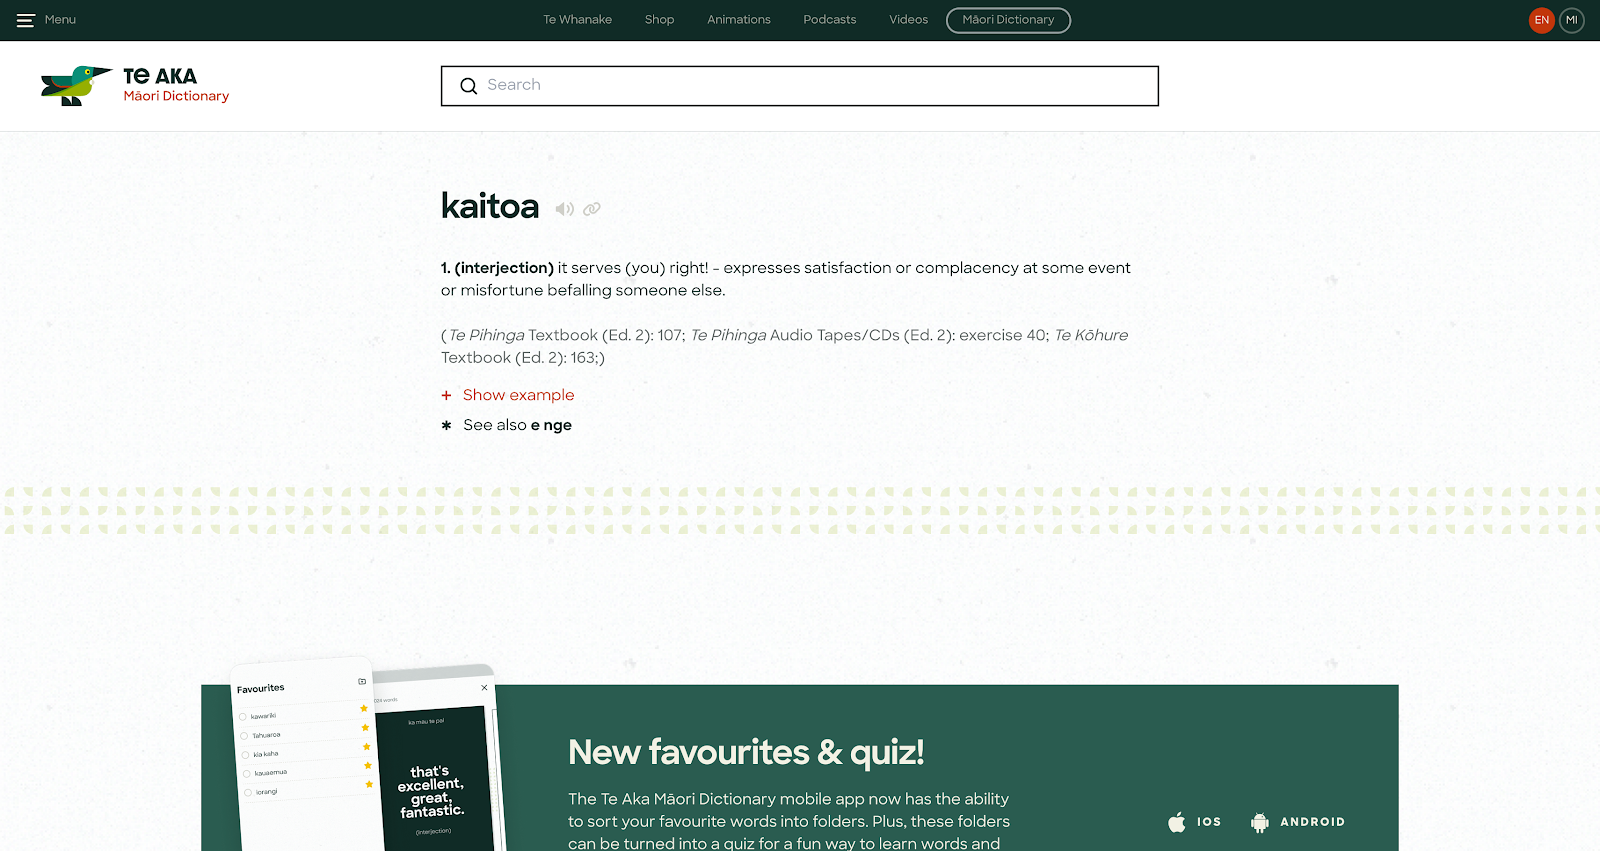 Menu
Te Whanake
Shop
Animations
Podcasts
Videos
Māori Dictionary
EN
MI
Te AKA
Māori Dictionary
Search
kaitoa
1. (interjection) it serves (you) right! - expresses satisfaction or complacency at some event
or misfortune befalling someone else.
(Te Pihinga Textbook (Ed. 2): 107; Te Pihinga Audio Tapes/CDs (Ed. 2): exercise 40; Te Kōhure
Textbook (Ed. 2): 163;)
+ Show example
* See also e nge
Favourites
kawariki
Tahuaroa
kia kaha
kauaemua
iorangi
words
ka mau te pai
that's
excellent,
great,
fantastic.
(interjection)
New favourites & quiz!
The Te Aka Māori Dictionary mobile app now has the ability
to sort your favourite words into folders. Plus, these folders
can be turned into a quiz for a fun way to learn words and
IOS
ANDROID